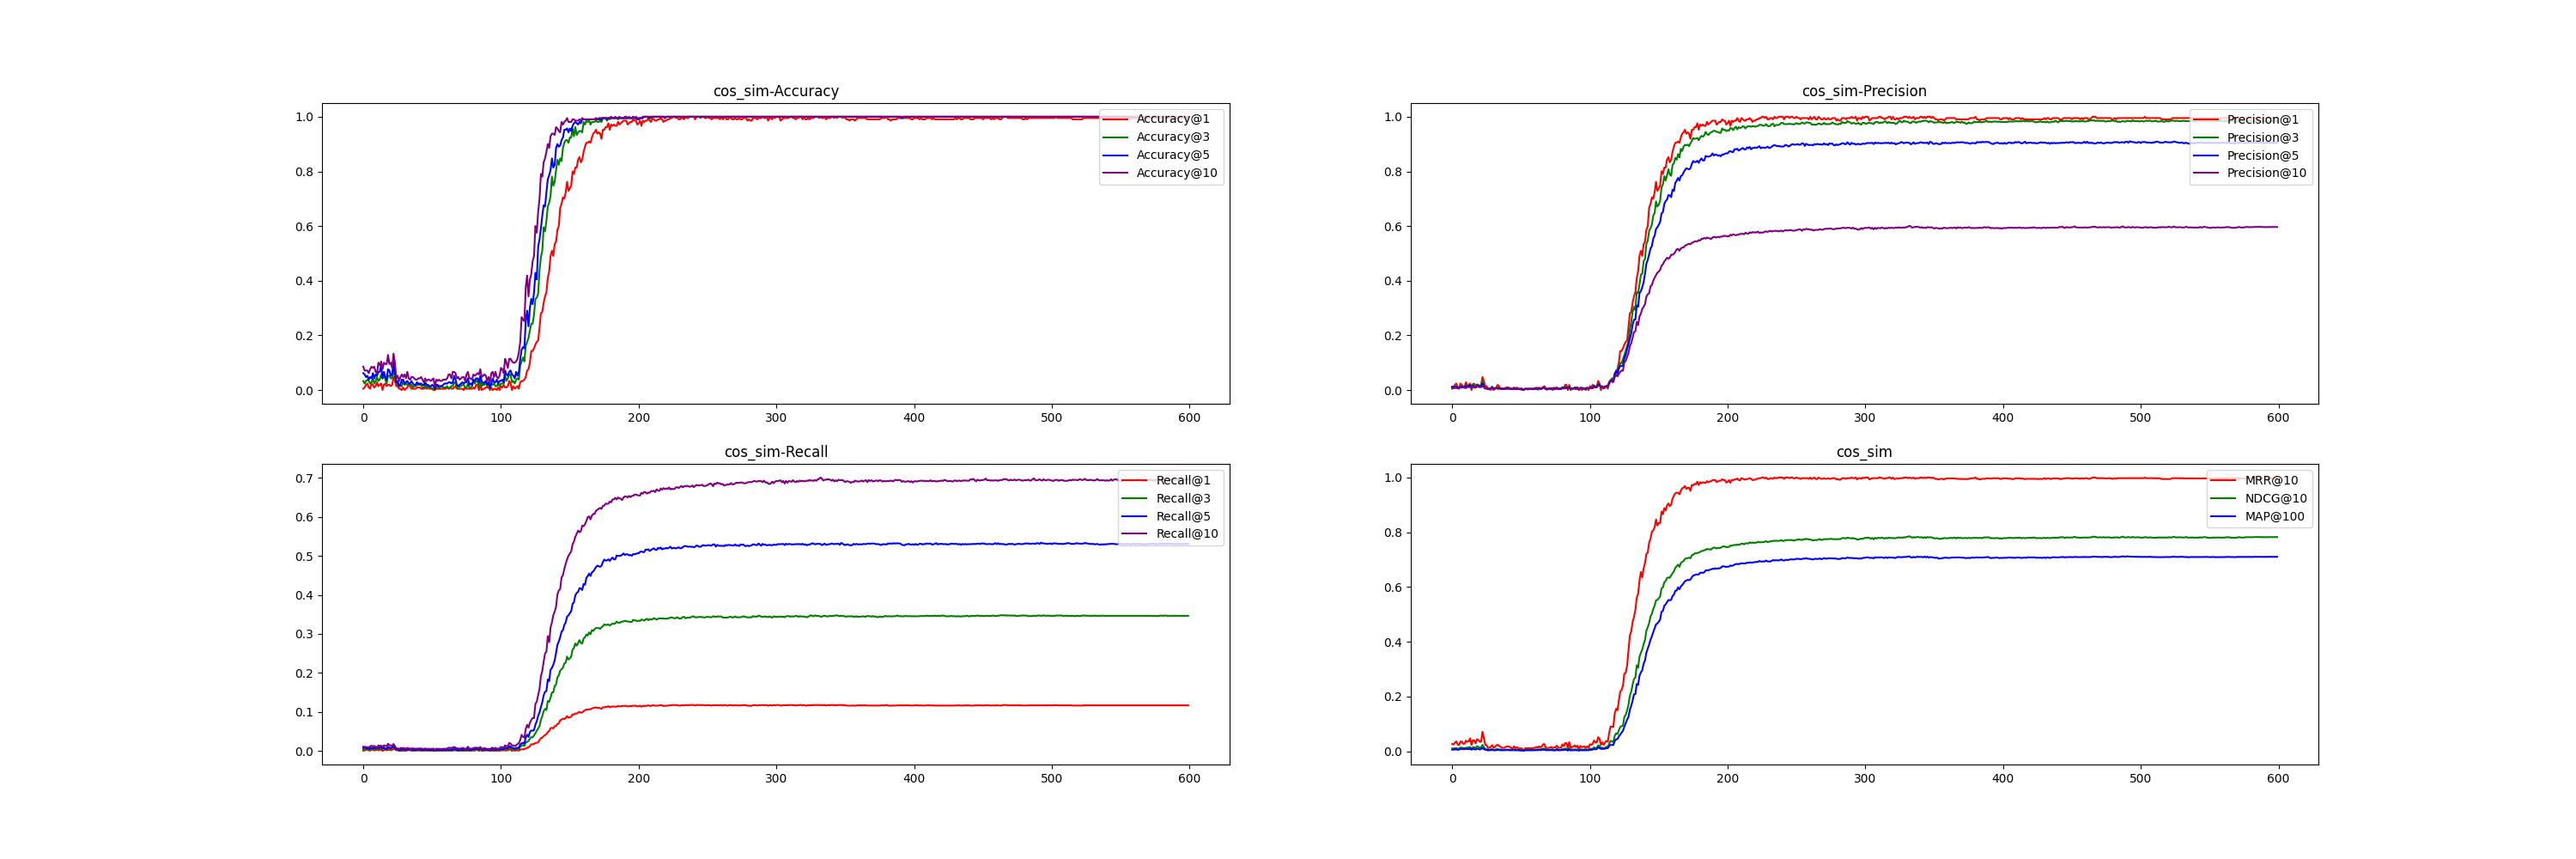 cos_sim-Accuracy
1.0
0.8
0.6
0.4
0.2
0.0
0 100 200 300 400 500 600
Accuracy@1
Accuracy@3
Accuracy@5
Accuracy@10
cos_sim-Precision
1.0
0.8
0.6
0.4
0.2
0.0
0 100 200 300 400 500 600
Precision@1
Precision@3
Precision@5
Precision@10
cos_sim-Recall
0.7
0.6
0.5
0.4
0.3
0.2
0.1
0.0
0 100 200 300 400 500 600
Recall@1
Recall@3
Recall@5
Recall@10
cos_sim
1.0
0.8
0.6
0.4
0.2
0.0
0 100 200 300 400 500 600
MRR@10
NDCG@10
MAP@100